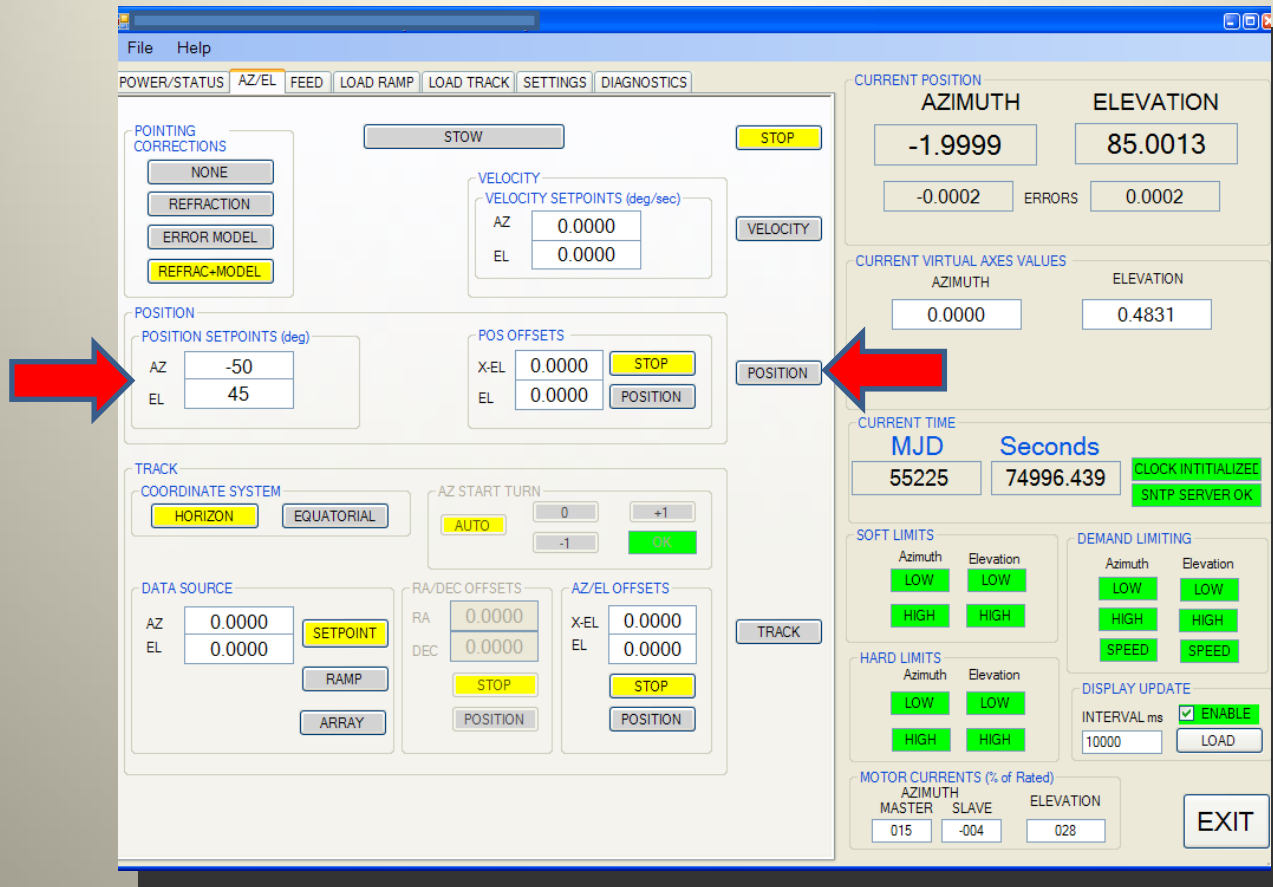 File Help
POWER/STATUS AZ/EL FEED LOAD RAMP LOAD TRACK SETTINGS DIAGNOSTICS
POINTING
CORRECTIONS
NONE
REFRACTION
ERROR MODEL
REFRAC+MODEL
STOW
STOP
VELOCITY
VELOCITY SETPOINTS (deg/sec)
AZ 0.0000
EL 0.0000
VELOCITY
POSITION
POSITION SETPOINTS (deg)
AZ -50
EL 45
POS OFFSETS
X-EL 0.0000 STOP
EL 0.0000 POSITION
POSITION
TRACK
COORDINATE SYSTEM
HORIZON EQUATORIAL
AZ START TURN
AUTO 0 +1
-1 OK
DATA SOURCE
AZ 0.0000
EL 0.0000
SETPOINT
RAMP
ARRAY
RA/DEC OFFSETS
RA 0.0000
DEC 0.0000
STOP
POSITION
AZ/EL OFFSETS
X-EL 0.0000
EL 0.0000
STOP
POSITION
TRACK
CURRENT POSITION
AZIMUTH ELEVATION
-1.9999 85.0013
-0.0002 ERRORS 0.0002
CURRENT VIRTUAL AXES VALUES
AZIMUTH ELEVATION
0.0000 0.4831
CURRENT TIME
MJD Seconds
55225 74996.439
CLOCK INTITIALIZED
SNTP SERVER OK
SOFT LIMITS
Azimuth Elevation
LOW LOW
HIGH HIGH
DEMAND LIMITING
Azimuth Elevation
LOW LOW
HIGH HIGH
SPEED SPEED
HARD LIMITS
Azimuth Elevation
LOW LOW
HIGH HIGH
DISPLAY UPDATE
INTERVAL ms ENABLE
10000 LOAD
MOTOR CURRENTS (% of Rated)
AZIMUTH
MASTER SLAVE ELEVATION
015 -004 028
EXIT